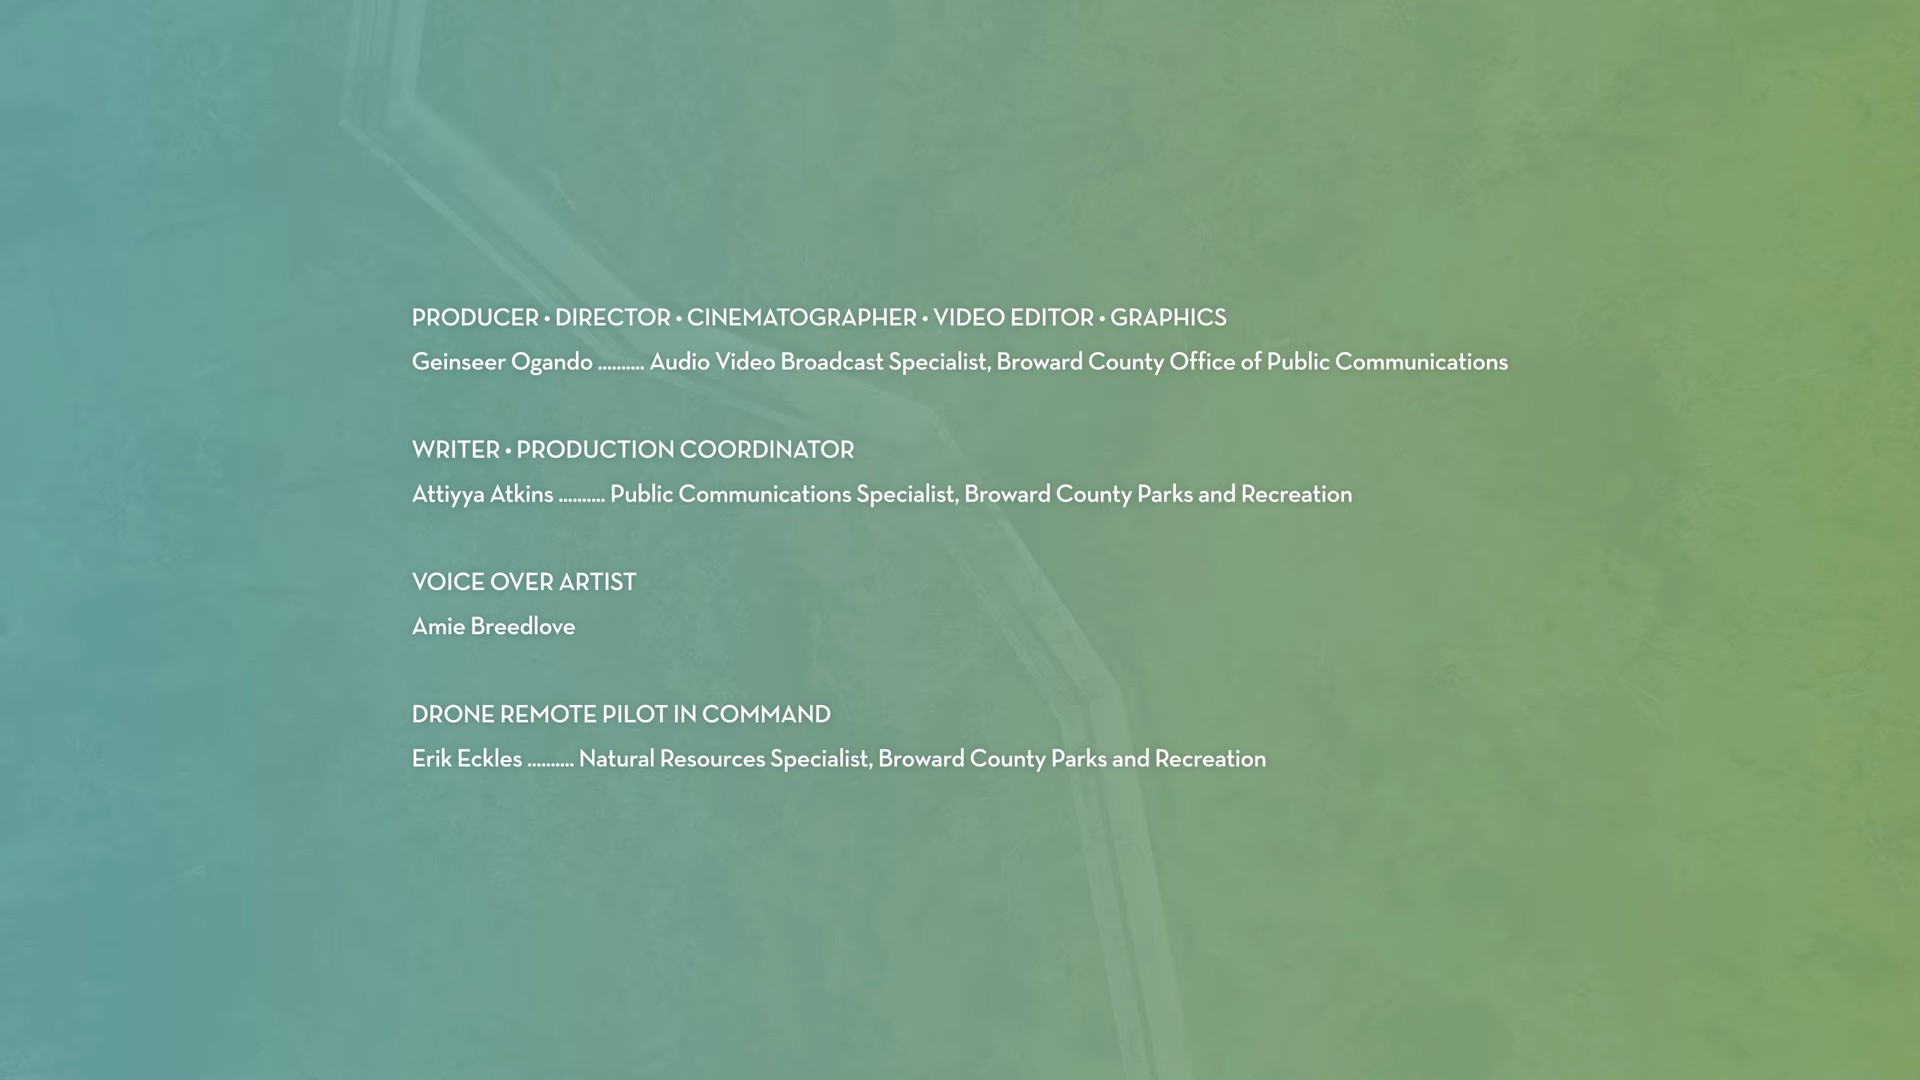 PRODUCER • DIRECTOR • CINEMATOGRAPHER • VIDEO EDITOR • GRAPHICS
Geinseer Ogando .......... Audio Video Broadcast Specialist, Broward County Office of Public Communications
WRITER • PRODUCTION COORDINATOR
Attiyya Atkins .......... Public Communications Specialist, Broward County Parks and Recreation
VOICE OVER ARTIST
Amie Breedlove
DRONE REMOTE PILOT IN COMMAND
Erik Eckles .......... Natural Resources Specialist, Broward County Parks and Recreation